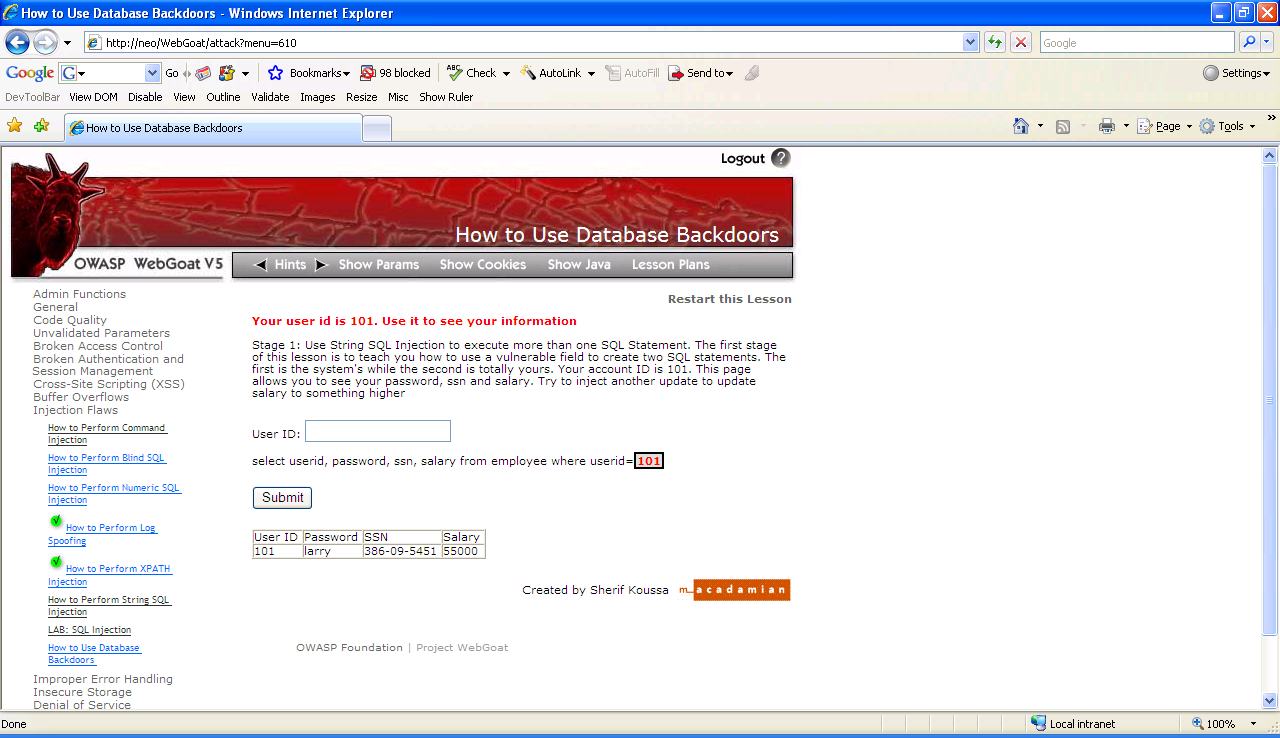 How to Use Database Backdoors - Windows Internet Explorer
http://neo/WebGoat/attack?menu=610
Google
Google G Go Bookmarks 98 blocked ABC Check AutoLink AutoFill Send to Settings
DevToolBar View DOM Disable View Outline Validate Images Resize Misc Show Ruler
How to Use Database Backdoors
Page Tools »
Logout ?
How to Use Database Backdoors
OWASP WebGoat V5
Hints Show Params Show Cookies Show Java Lesson Plans
Admin Functions
General
Code Quality
Unvalidated Parameters
Broken Access Control
Broken Authentication and
Session Management
Cross-Site Scripting (XSS)
Buffer Overflows
Injection Flaws
How to Perform Command
Injection
How to Perform Blind SQL
Injection
How to Perform Numeric SQL
Injection
How to Perform Log
Spoofing
How to Perform XPATH
Injection
How to Perform String SQL
Injection
LAB: SQL Injection
How to Use Database
Backdoors
Improper Error Handling
Insecure Storage
Denial of Service
Restart this Lesson
Your user id is 101. Use it to see your information
Stage 1: Use String SQL Injection to execute more than one SQL Statement. The first stage
of this lesson is to teach you how to use a vulnerable field to create two SQL statements. The
first is the system's while the second is totally yours. Your account ID is 101. This page
allows you to see your password, ssn and salary. Try to inject another update to update
salary to something higher
User ID:
select userid, password, ssn, salary from employee where userid=101
Submit
User ID Password SSN Salary
101 larry 386-09-5451 55000
Created by Sherif Koussa m_acadamian
OWASP Foundation | Project WebGoat
Done
Local intranet
100%